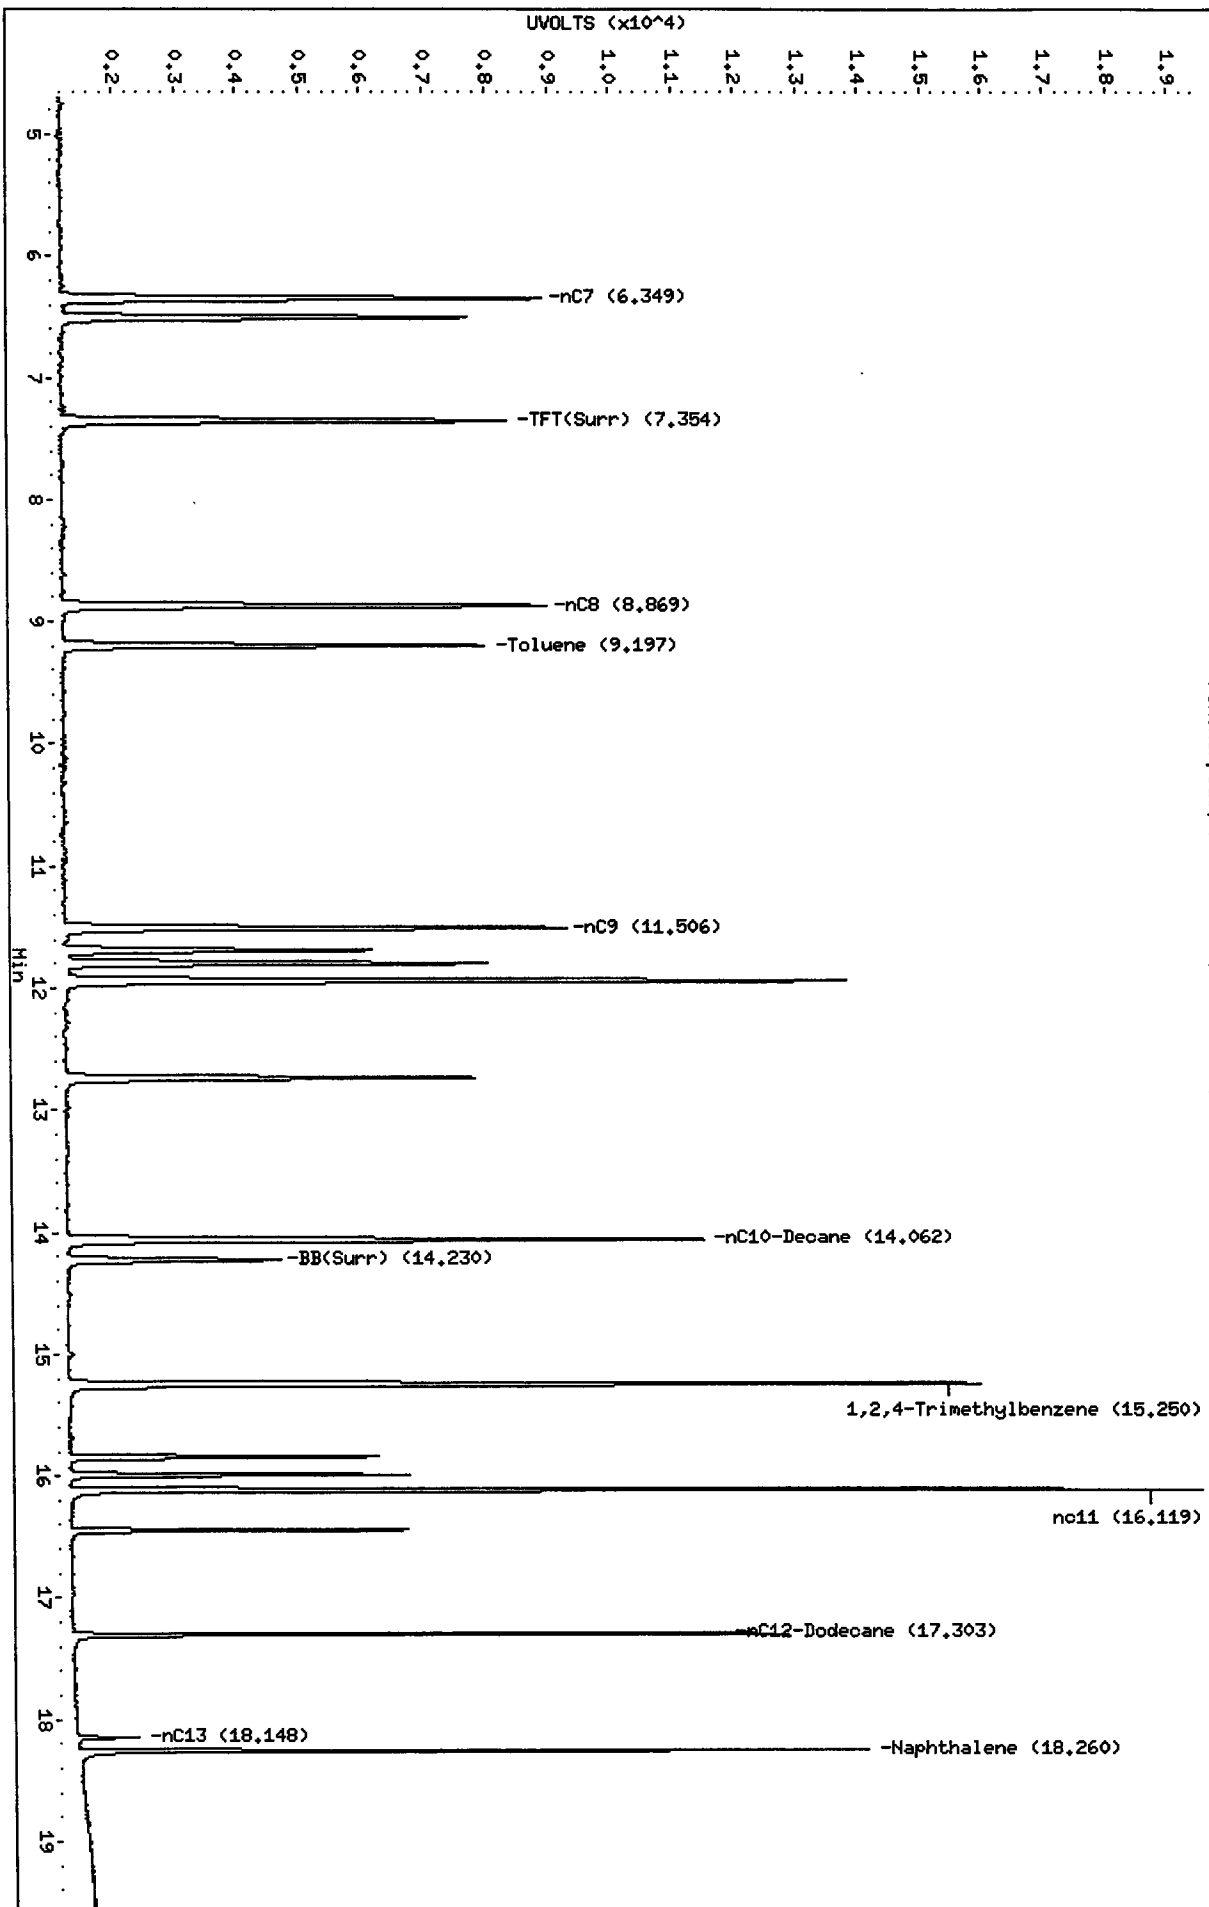 UVOLTS (x10^4)
0.2
0.3
0.4
0.5
0.6
0.7
0.8
0.9
1.0
1.1
1.2
1.3
1.4
1.5
1.6
1.7
1.8
1.9
5
6
7
8
9
10
11
12
13
14
15
16
17
18
19
Min
-nC7 (6.349)
-TFT(Surr) (7.354)
-nC8 (8.869)
-Toluene (9.197)
-nC9 (11.506)
-nC10-Decane (14.062)
-BB(Surr) (14.230)
1,2,4-Trimethylbenzene (15.250)
nc11 (16.119)
-nC12-Dodecane (17.303)
-nC13 (18.148)
-Naphthalene (18.260)